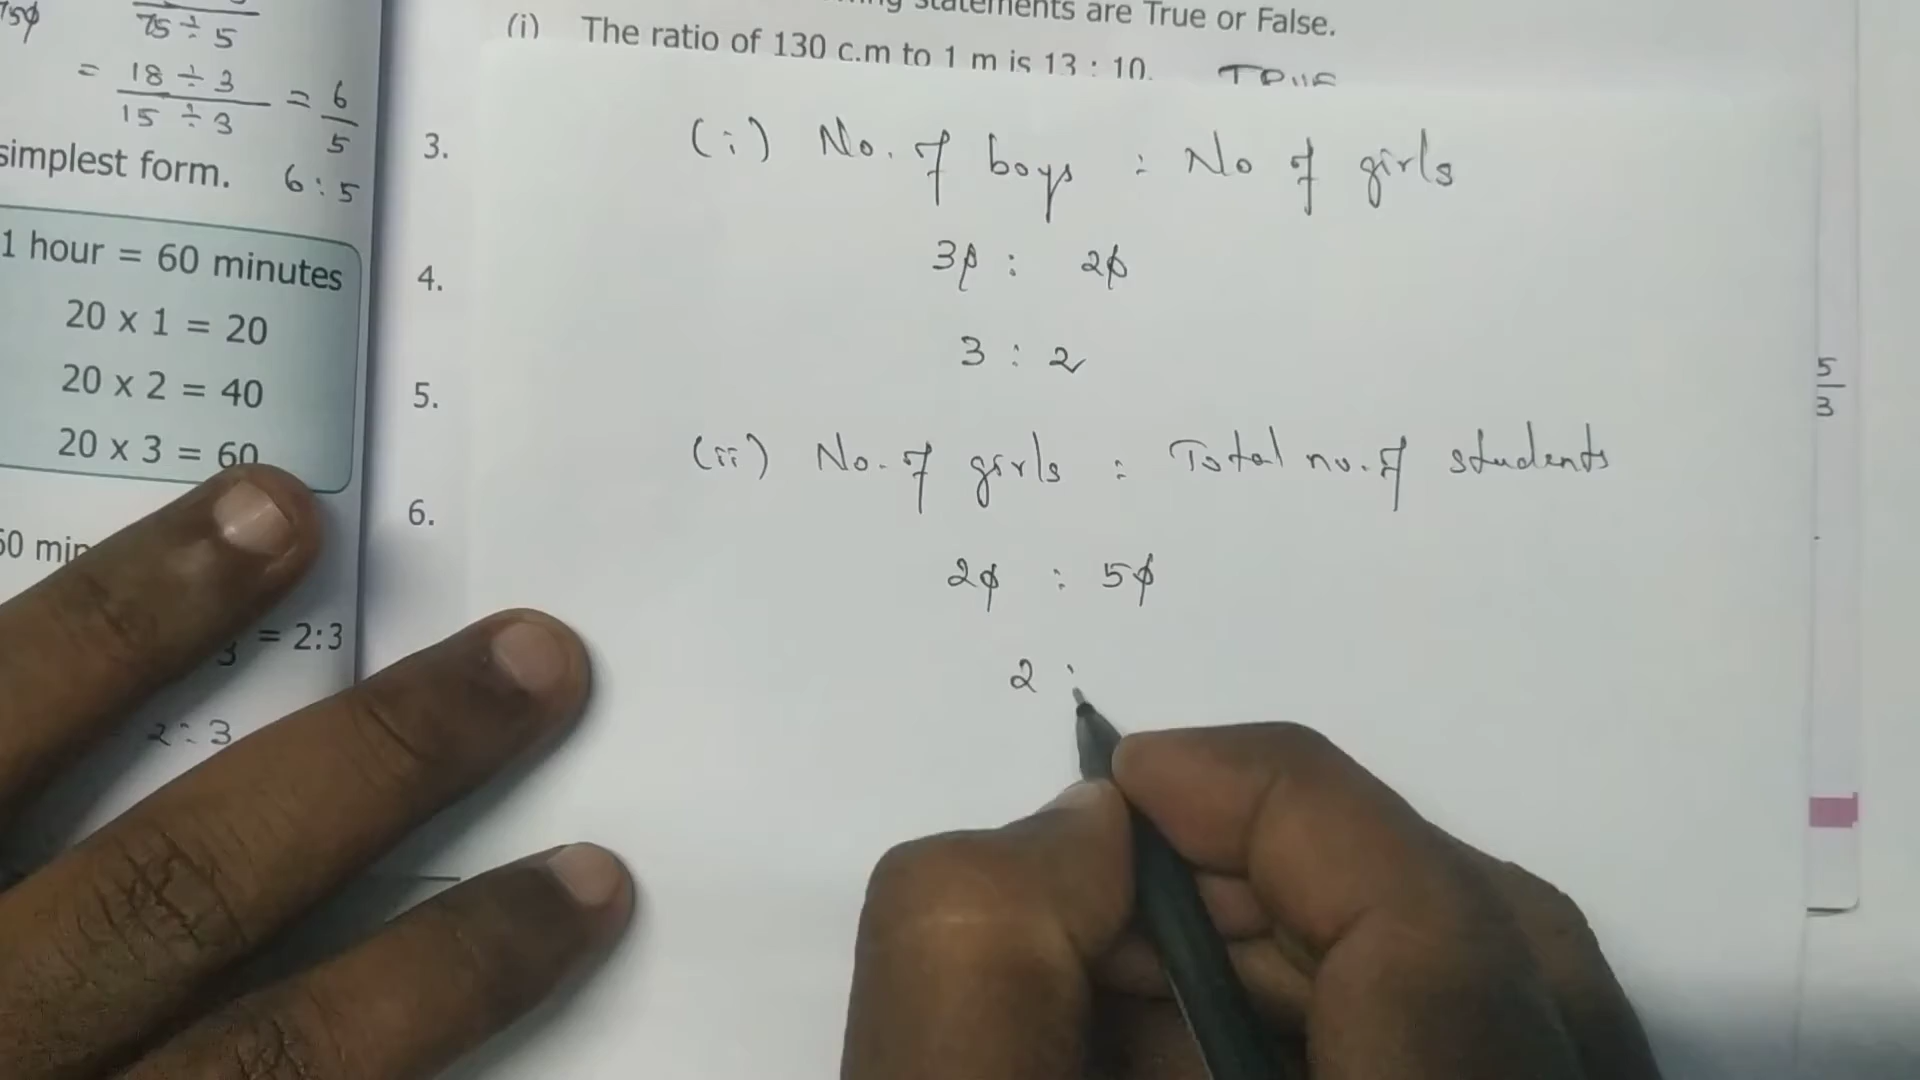 75 ÷ 5
= 18 ÷ 3 / 15 ÷ 3 = 6/5
simplest form. 6 : 5
1 hour = 60 minutes
20 x 1 = 20
20 x 2 = 40
20 x 3 = 60
= 2:3
2 : 3
statements are True or False.
(i) The ratio of 130 c.m to 1 m is 13 : 10.
3.
(i) No. of boys : No of girls
30 : 20
4.
3 : 2
5.
(ii) No. of girls : Total no. of students
6.
20 : 50
2 :
5/3